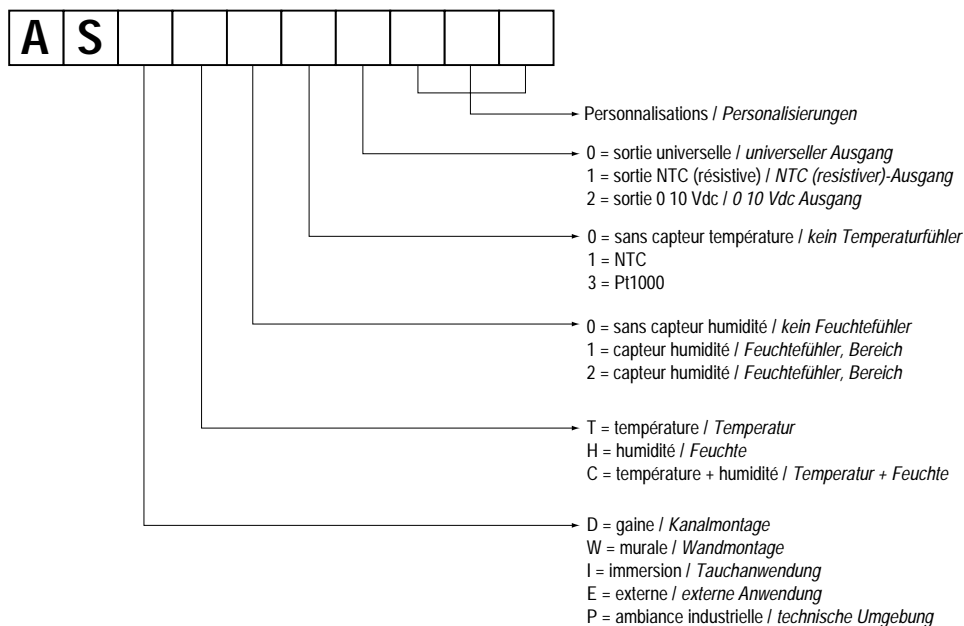 A S
Personnalisations / Personalisierungen
0 = sortie universelle / universeller Ausgang
1 = sortie NTC (résistive) / NTC (resistiver)-Ausgang
2 = sortie 0 10 Vdc / 0 10 Vdc Ausgang
0 = sans capteur température / kein Temperaturfühler
1 = NTC
3 = Pt1000
0 = sans capteur humidité / kein Feuchtefühler
1 = capteur humidité / Feuchtefühler, Bereich
2 = capteur humidité / Feuchtefühler, Bereich
T = température / Temperatur
H = humidité / Feuchte
C = température + humidité / Temperatur + Feuchte
D = gaine / Kanalmontage
W = murale / Wandmontage
I = immersion / Tauchanwendung
E = externe / externe Anwendung
P = ambiance industrielle / technische Umgebung